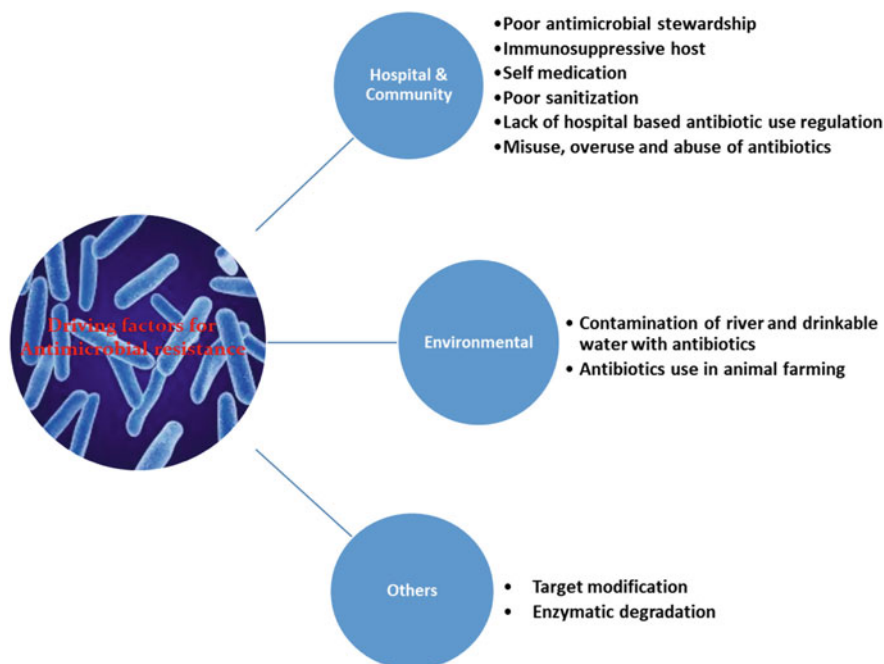 •Poor antimicrobial stewardship
•Immunosuppressive host
•Self medication
•Poor sanitization
•Lack of hospital based antibiotic use regulation
•Misuse, overuse and abuse of antibiotics
Hospital &
Community
Driving factors for
Antimicrobial resistance
Environmental
• Contamination of river and drinkable
water with antibiotics
• Antibiotics use in animal farming
Others
• Target modification
• Enzymatic degradation